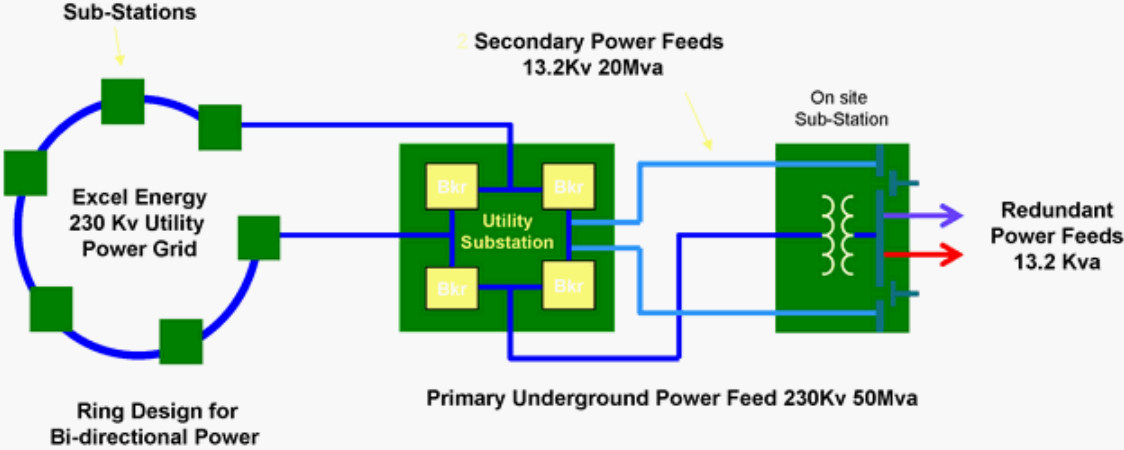 Sub-Stations
2 Secondary Power Feeds
13.2Kv 20Mva
On site
Sub-Station
Excel Energy
230 Kv Utility
Power Grid
Bkr
Bkr
Utility
Substation
Bkr
Bkr
Redundant
Power Feeds
13.2 Kva
Primary Underground Power Feed 230Kv 50Mva
Ring Design for
Bi-directional Power